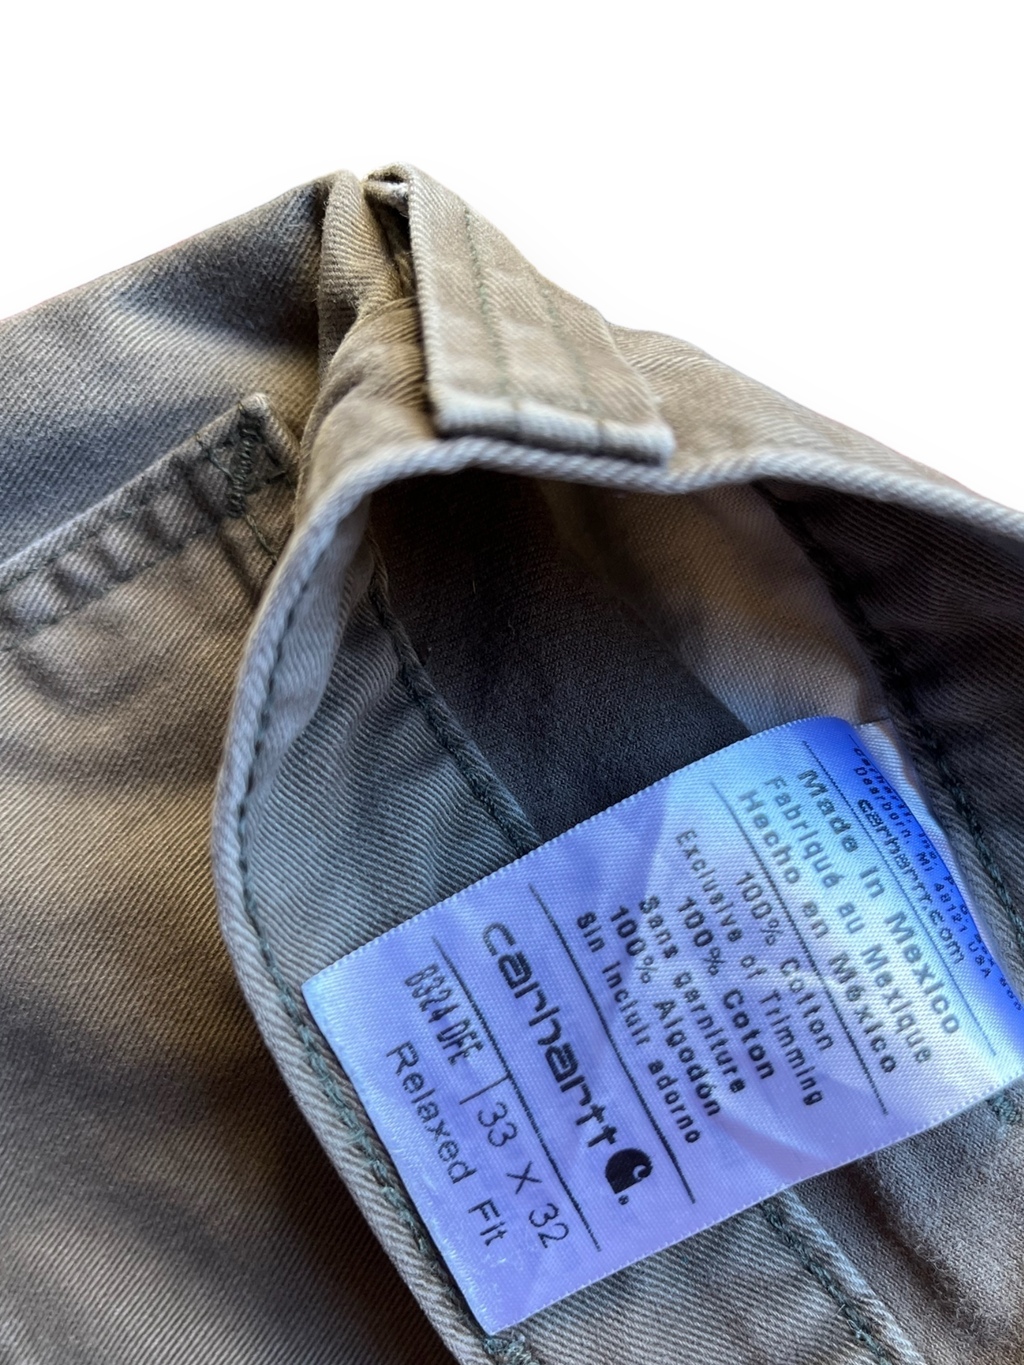 carhartt.com
Dearborn, MI 48121 USA
Made in Mexico
Fabriqué au Mexique
Hecho en Mexico
100% Cotton
Exclusive of Trimming
100% Coton
Sans garniture
100% Algodón
Sin incluir adorno
carhartt
B324 DFE | 33 X 32
Relaxed Fit